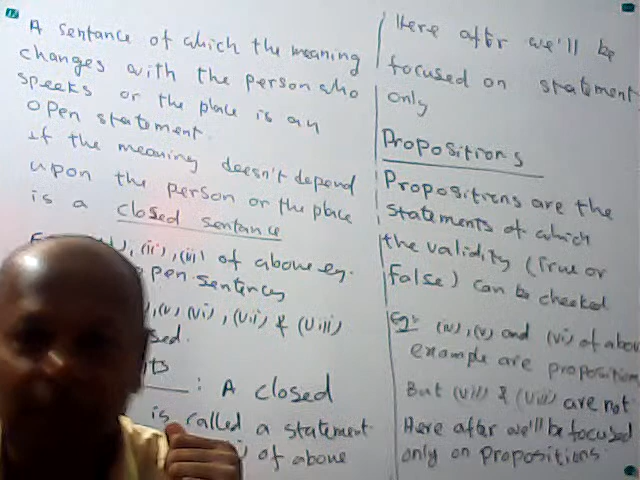 A sentance of which the meaning
changes with the person who
speeks or the place is an
open statement.
If the meaning doesn't depend
upon the person or the place
is a closed sentance
(ii), (iii) of above eg.
open sentences
(v) (vi), (vii) & (viii)
: A closed
is called a statement.
of above
Here after we'll be
focused on statement
only
Propositions
Propositions are the
statements of which
the validity (True or
false) can be checked
Eg:- (iv), (v) and (vi) of abov
example are proposition
But (vii) & (viii) are not
Here after we'll be focused
only on propositions